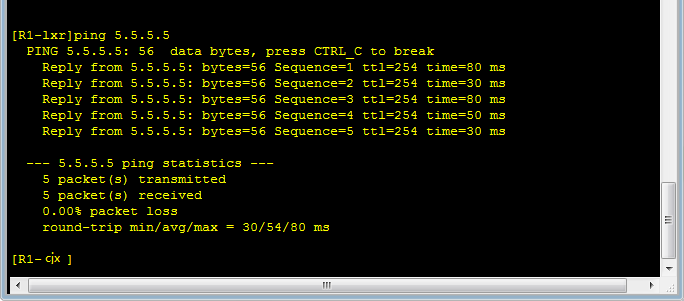 [R1-lxr]ping 5.5.5.5
PING 5.5.5.5: 56  data bytes, press CTRL_C to break
Reply from 5.5.5.5: bytes=56 Sequence=1 ttl=254 time=80 ms
Reply from 5.5.5.5: bytes=56 Sequence=2 ttl=254 time=30 ms
Reply from 5.5.5.5: bytes=56 Sequence=3 ttl=254 time=80 ms
Reply from 5.5.5.5: bytes=56 Sequence=4 ttl=254 time=50 ms
Reply from 5.5.5.5: bytes=56 Sequence=5 ttl=254 time=30 ms
--- 5.5.5.5 ping statistics ---
5 packet(s) transmitted
5 packet(s) received
0.00% packet loss
round-trip min/avg/max = 30/54/80 ms
[R1-cjx ]